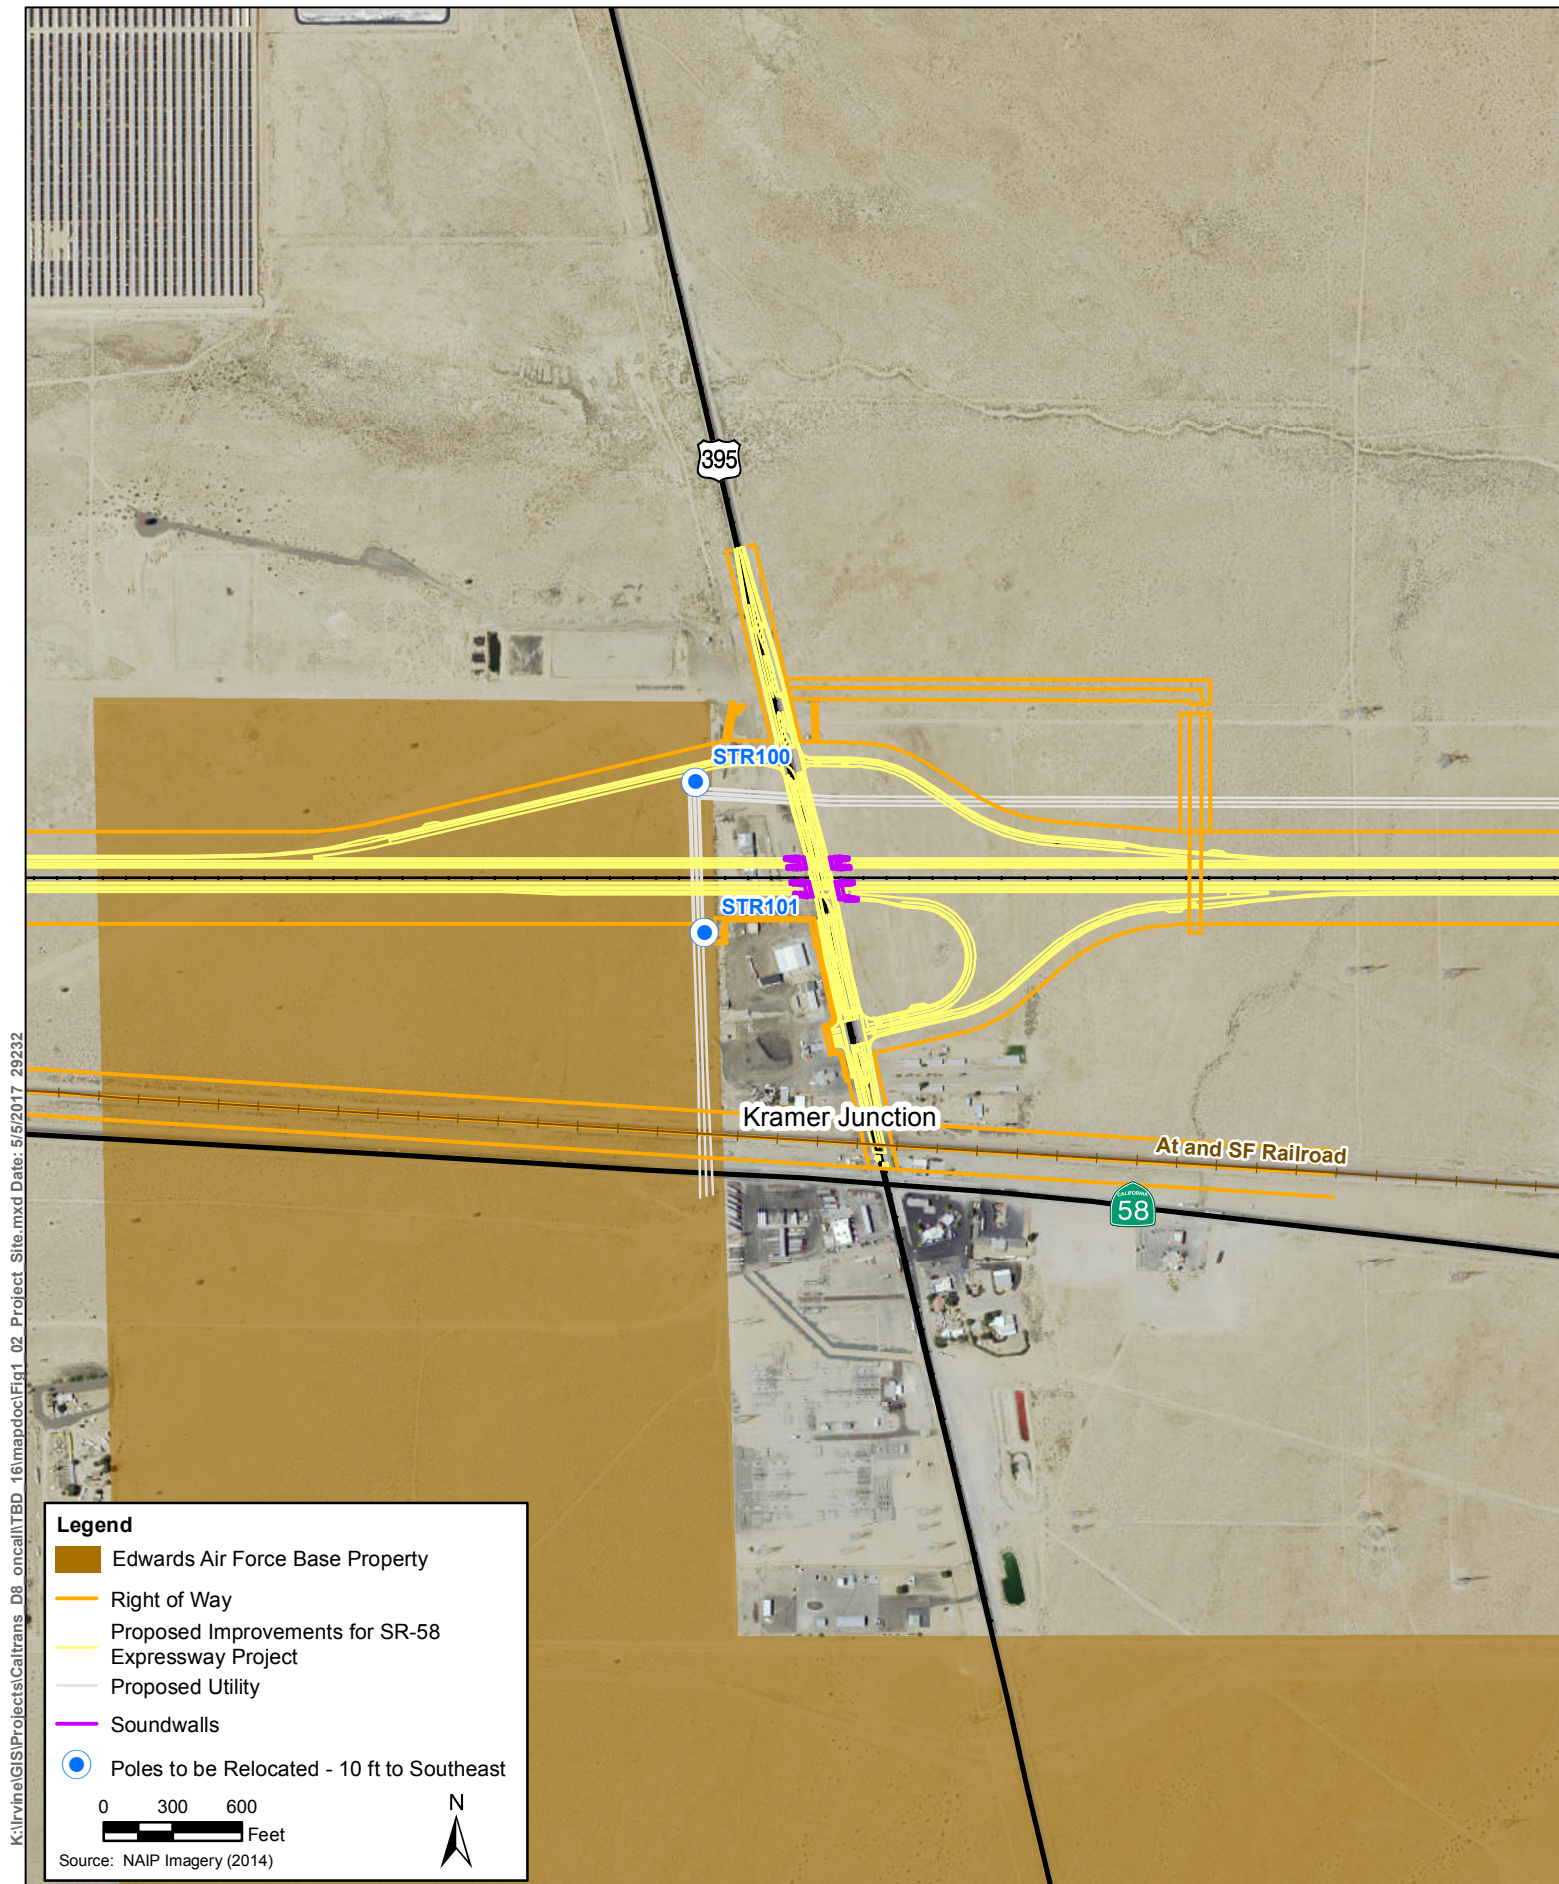 395
STR100
STR101
Kramer Junction
At and SF Railroad
CALIFORNIA
58
K:\Irvine\GIS\Projects\Caltrans_D8_oncall\TBD_16\mapdoc\Fig1_02_Project_Site.mxd Date: 5/5/2017 29232
Legend
Edwards Air Force Base Property
Right of Way
Proposed Improvements for SR-58
Expressway Project
Proposed Utility
Soundwalls
Poles to be Relocated - 10 ft to Southeast
0 300 600
Feet
N
Source: NAIP Imagery (2014)